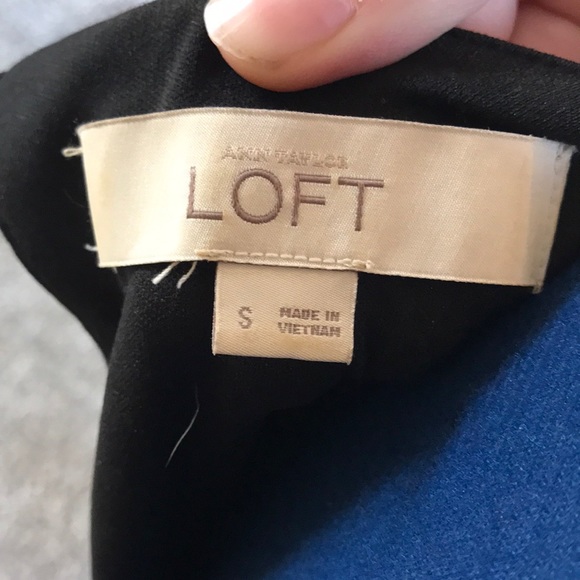 ANN TAYLOR
LOFT
S
MADE IN
VIETNAM